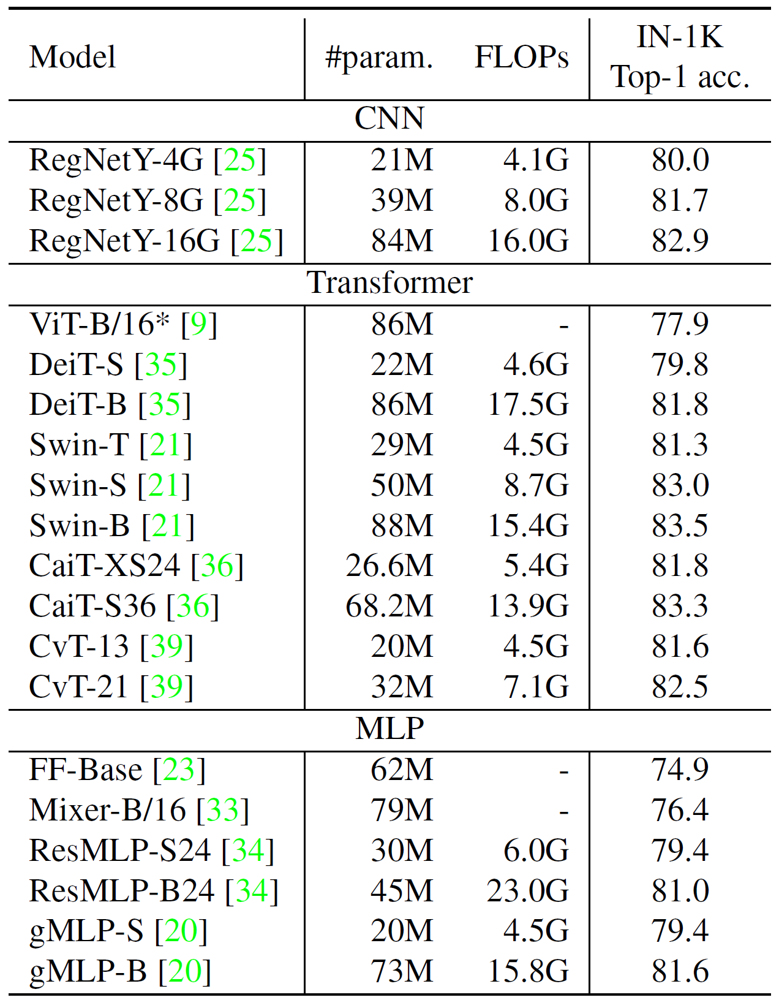 Model #param. FLOPs IN-1K Top-1 acc.
CNN
RegNetY-4G [25] 21M 4.1G 80.0
RegNetY-8G [25] 39M 8.0G 81.7
RegNetY-16G [25] 84M 16.0G 82.9
Transformer
ViT-B/16* [9] 86M - 77.9
DeiT-S [35] 22M 4.6G 79.8
DeiT-B [35] 86M 17.5G 81.8
Swin-T [21] 29M 4.5G 81.3
Swin-S [21] 50M 8.7G 83.0
Swin-B [21] 88M 15.4G 83.5
CaiT-XS24 [36] 26.6M 5.4G 81.8
CaiT-S36 [36] 68.2M 13.9G 83.3
CvT-13 [39] 20M 4.5G 81.6
CvT-21 [39] 32M 7.1G 82.5
MLP
FF-Base [23] 62M - 74.9
Mixer-B/16 [33] 79M - 76.4
ResMLP-S24 [34] 30M 6.0G 79.4
ResMLP-B24 [34] 45M 23.0G 81.0
gMLP-S [20] 20M 4.5G 79.4
gMLP-B [20] 73M 15.8G 81.6